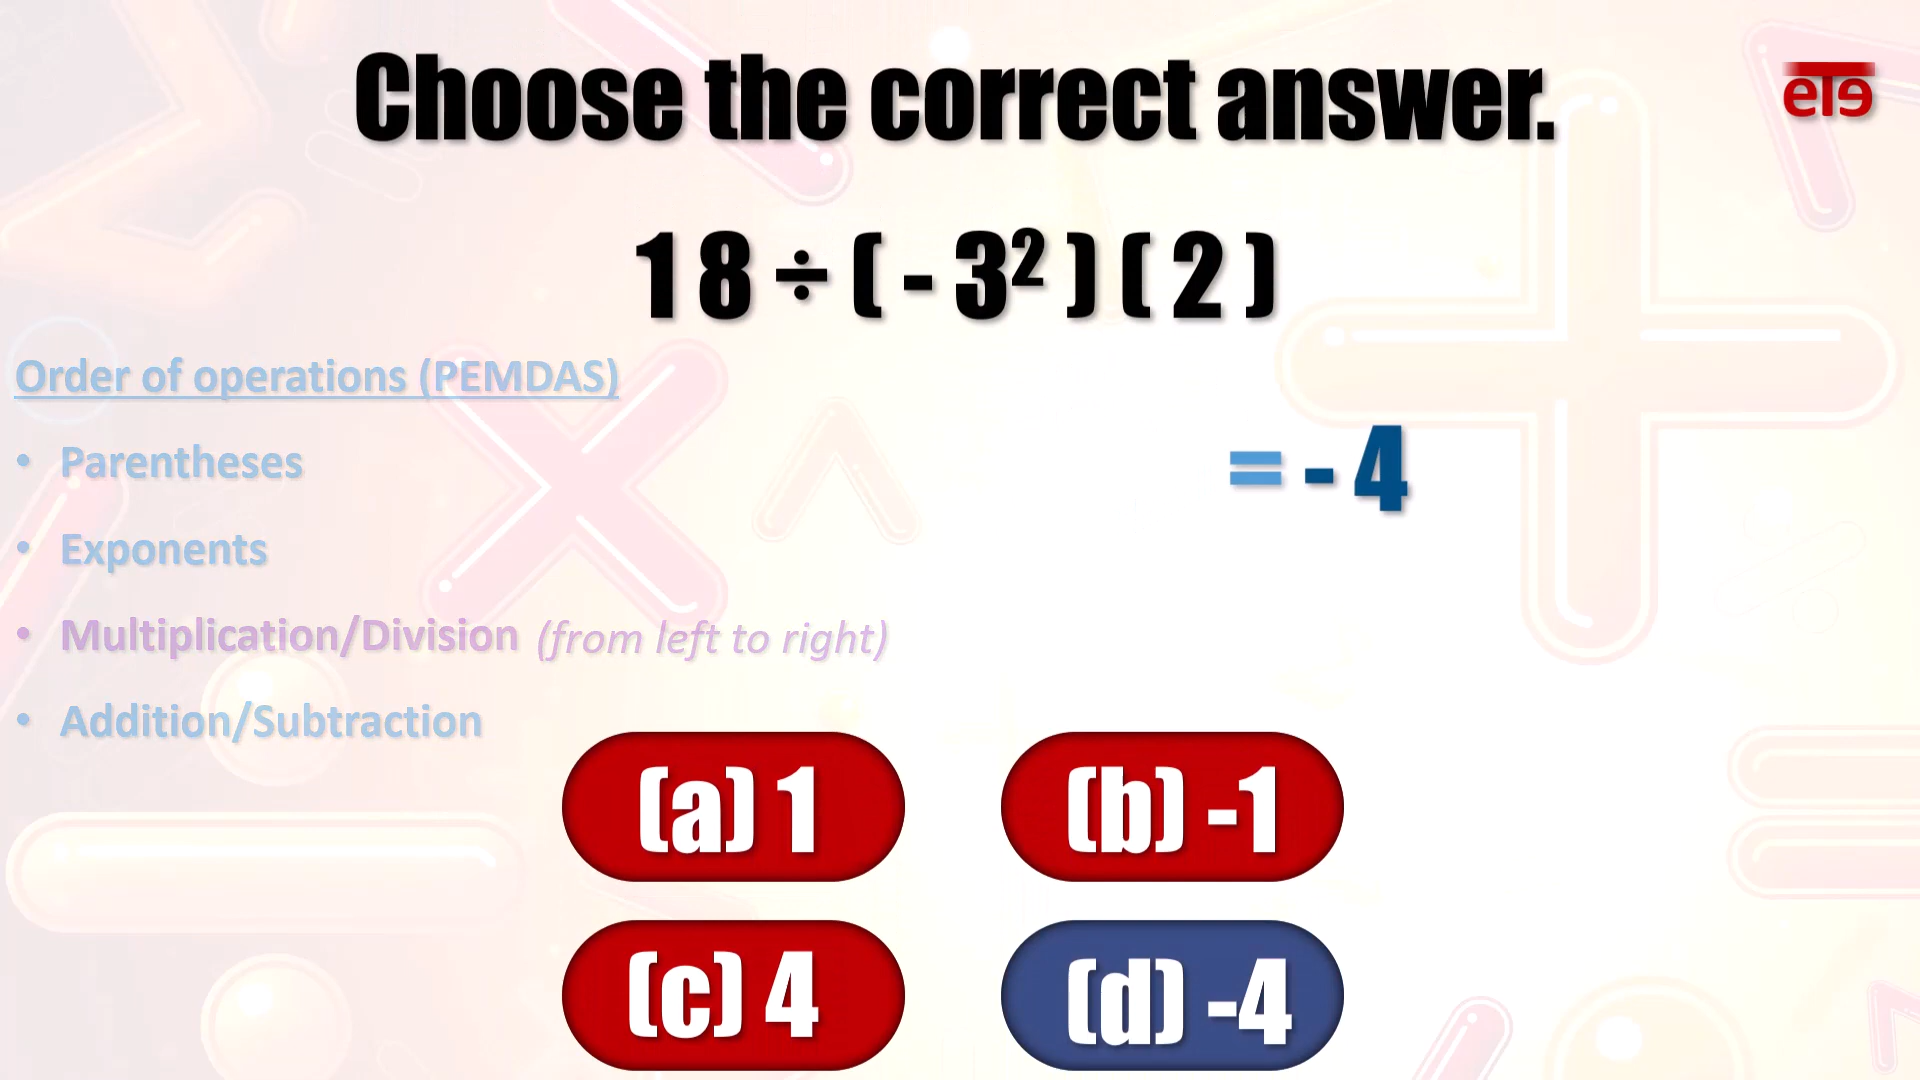 Choose the correct answer.
18 ÷ ( - 3² ) ( 2 )
Order of operations (PEMDAS)
• Parentheses
= - 4
• Exponents
• Multiplication/Division (from left to right)
• Addition/Subtraction
(a) 1
(b) -1
(c) 4
(d) -4